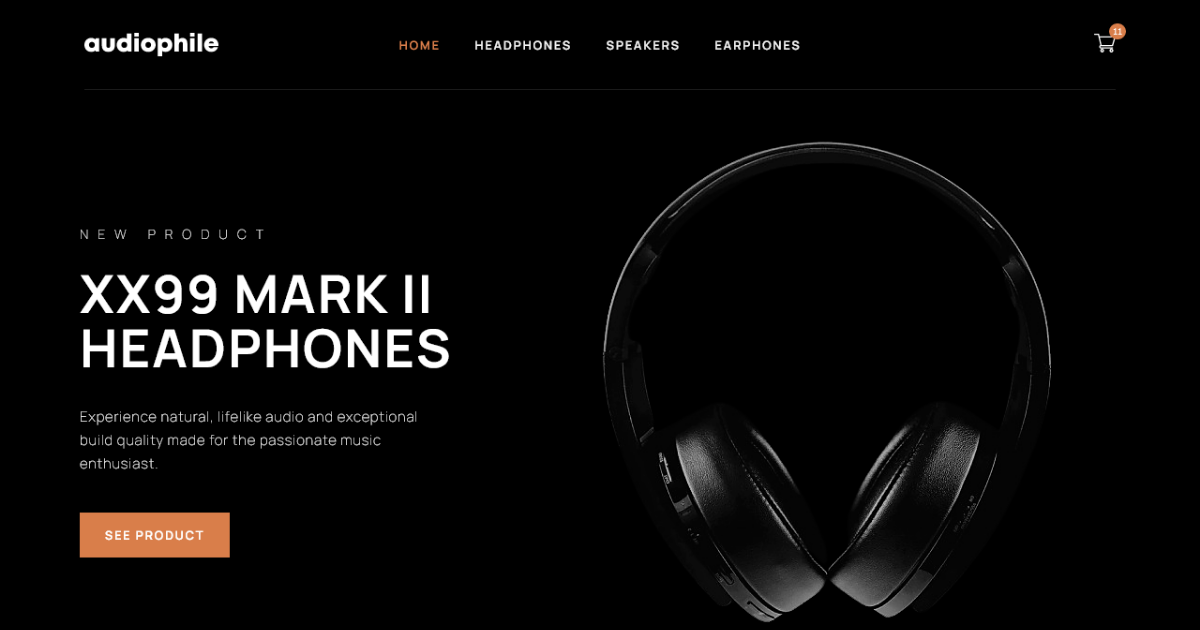 audiophile
HOME
HEADPHONES
SPEAKERS
EARPHONES
11
NEW PRODUCT
XX99 MARK II
HEADPHONES
Experience natural, lifelike audio and exceptional
build quality made for the passionate music
enthusiast.
SEE PRODUCT